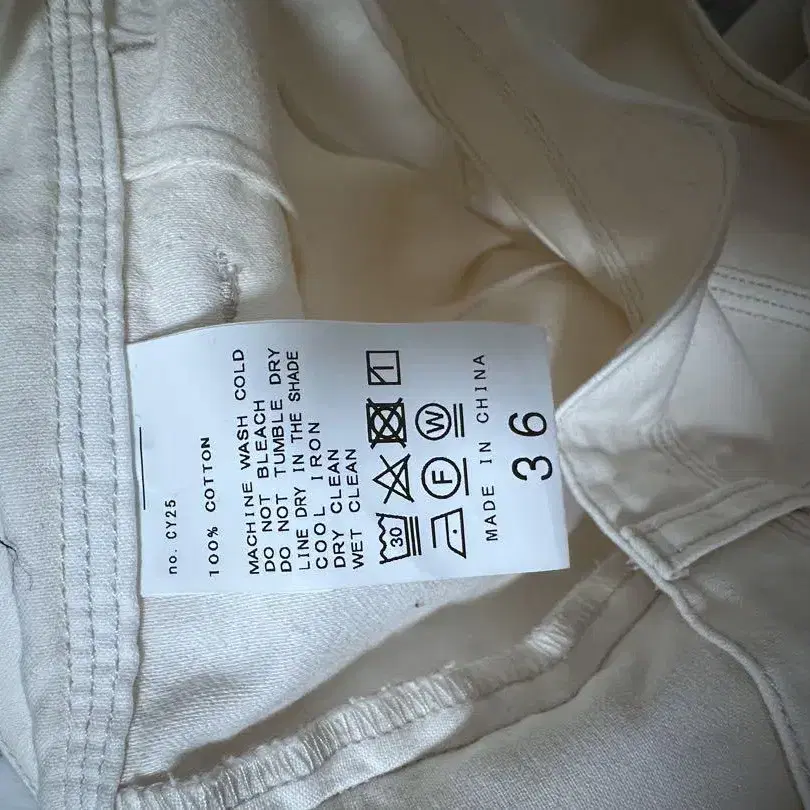 no. CY25
100% COTTON
MACHINE WASH COLD
DO NOT BLEACH
DO NOT TUMBLE DRY
LINE DRY IN THE SHADE
COOL IRON
DRY CLEAN
WET CLEAN
30
F W
MADE IN CHINA
36